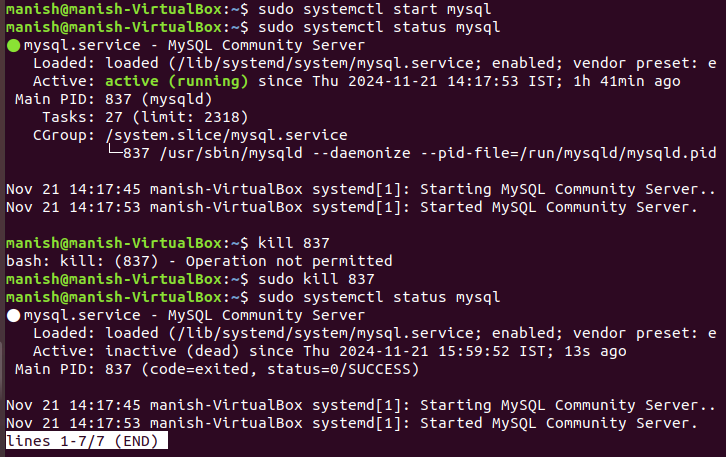 manish@manish-VirtualBox:~$ sudo systemctl start mysql
manish@manish-VirtualBox:~$ sudo systemctl status mysql
● mysql.service - MySQL Community Server
   Loaded: loaded (/lib/systemd/system/mysql.service; enabled; vendor preset: e
   Active: active (running) since Thu 2024-11-21 14:17:53 IST; 1h 41min ago
 Main PID: 837 (mysqld)
    Tasks: 27 (limit: 2318)
   CGroup: /system.slice/mysql.service
           └─837 /usr/sbin/mysqld --daemonize --pid-file=/run/mysqld/mysqld.pid

Nov 21 14:17:45 manish-VirtualBox systemd[1]: Starting MySQL Community Server..
Nov 21 14:17:53 manish-VirtualBox systemd[1]: Started MySQL Community Server.

manish@manish-VirtualBox:~$ kill 837
bash: kill: (837) - Operation not permitted
manish@manish-VirtualBox:~$ sudo kill 837
manish@manish-VirtualBox:~$ sudo systemctl status mysql
● mysql.service - MySQL Community Server
   Loaded: loaded (/lib/systemd/system/mysql.service; enabled; vendor preset: e
   Active: inactive (dead) since Thu 2024-11-21 15:59:52 IST; 13s ago
 Main PID: 837 (code=exited, status=0/SUCCESS)

Nov 21 14:17:45 manish-VirtualBox systemd[1]: Starting MySQL Community Server..
Nov 21 14:17:53 manish-VirtualBox systemd[1]: Started MySQL Community Server.
lines 1-7/7 (END)